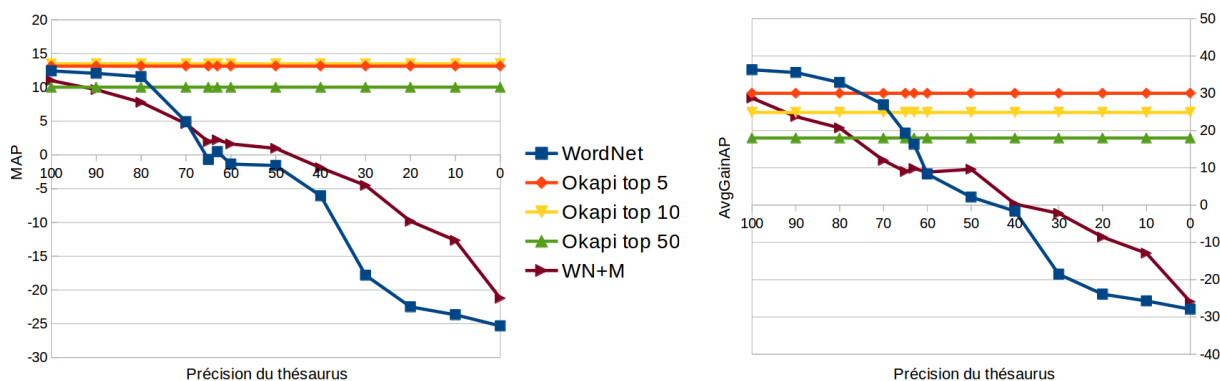 20
15
10
5
0
-5
-10
-15
-20
-25
-30
100 90 80 70 60 50 40 30 20 10 0
MAP
Précision du thésaurus
WordNet
Okapi top 5
Okapi top 10
Okapi top 50
WN+M
50
40
30
20
10
0
-10
-20
-30
-40
100 90 80 70 60 50 40 30 20 10 0
AvgGainAP
Précision du thésaurus